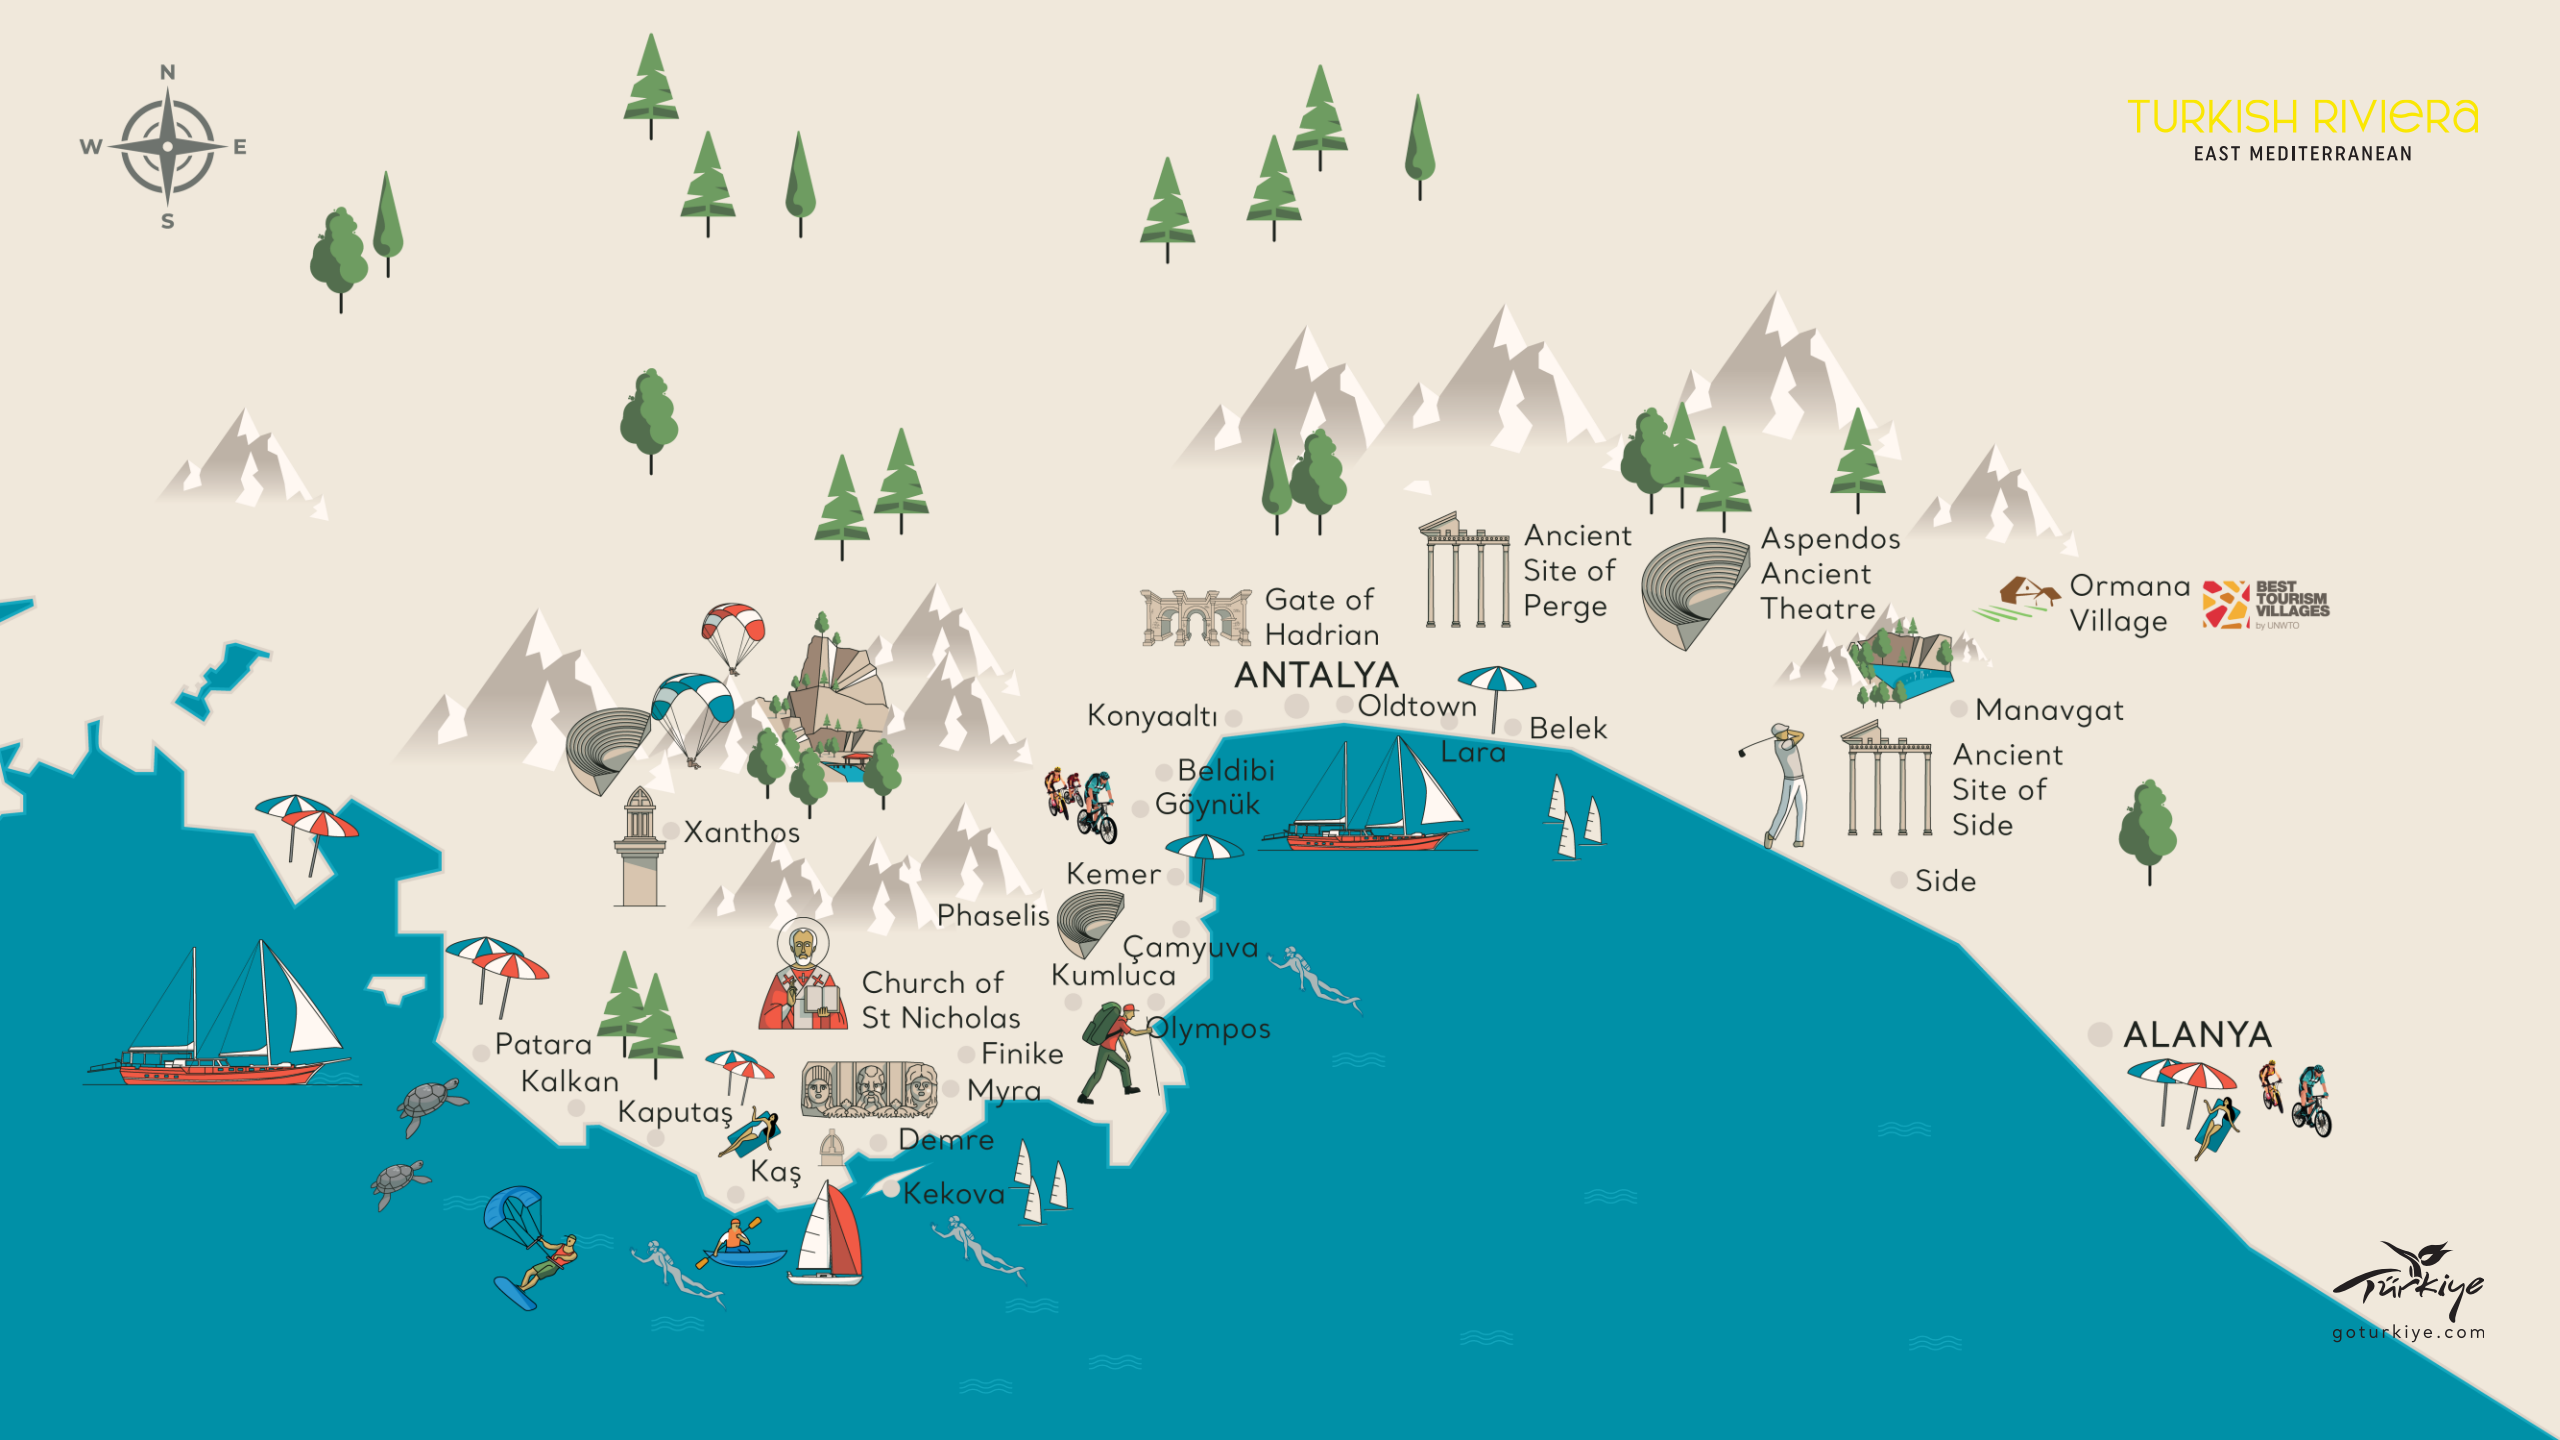 N
W
E
S
TURKISH RIVIERA
EAST MEDITERRANEAN
Ancient
Site of
Perge
Aspendos
Ancient
Theatre
Ormana
Village
BEST
TOURISM
VILLAGES
by UNWTO
Gate of
Hadrian
ANTALYA
Konyaaltı
Oldtown
Lara
Belek
Manavgat
Ancient
Site of
Side
Side
Beldibi
Göynük
Xanthos
Kemer
Phaselis
Çamyuva
Kumluca
Church of
St Nicholas
Olympos
Patara
Kalkan
Kaputaş
Finike
Myra
Demre
Kaş
Kekova
ALANYA
Türkiye
goturkiye.com